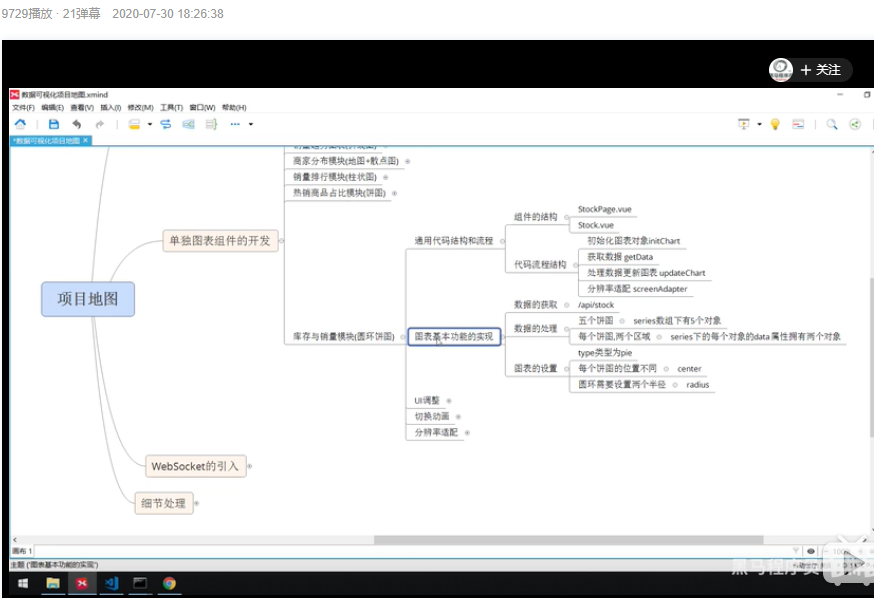 9729播放 · 21弹幕 2020-07-30 18:26:38
+ 关注
数据可视化项目地图.xmind
文件(F) 编辑(E) 查看(V) 插入(I) 修改(M) 工具(T) 窗口(W) 帮助(H)
*数据可视化项目地图
商家分布模块(地图+散点图)
销量排行模块(柱状图)
热销商品占比模块(饼图)
单独图表组件的开发
项目地图
库存与销量模块(圆环饼图)
通用代码结构和流程
组件的结构
StockPage.vue
Stock.vue
代码流程结构
初始化图表对象initChart
获取数据 getData
处理数据更新图表 updateChart
分辨率适配 screenAdapter
图表基本功能的实现
数据的获取
/api/stock
数据的处理
五个饼图
series数组下有5个对象
每个饼图,两个区域
series下的每个对象的data 属性拥有两个对象
图表的设置
type类型为pie
每个饼图的位置不同
center
圆环需要设置两个半径
radius
UI调整
切换动画
分辨率适配
WebSocket的引入
细节处理
画布 1
主题 ('图表基本功能的实现')
黑马程序员